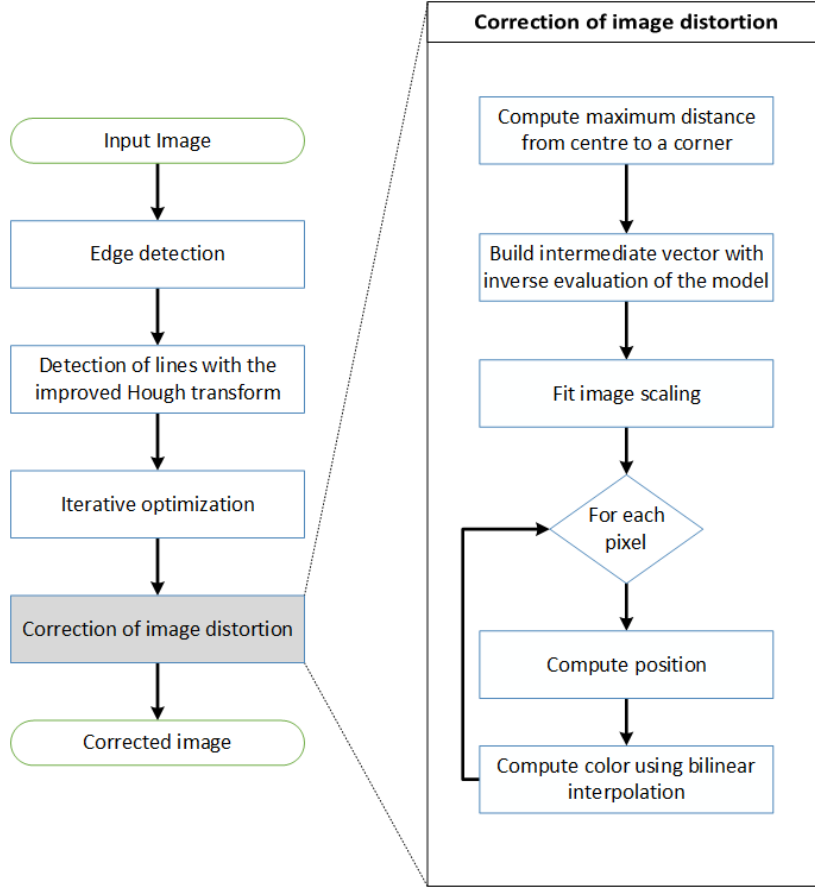 Input Image
Edge detection
Detection of lines with the
improved Hough transform
Iterative optimization
Correction of image distortion
Corrected image
Correction of image distortion
Compute maximum distance
from centre to a corner
Build intermediate vector with
inverse evaluation of the model
Fit image scaling
For each
pixel
Compute position
Compute color using bilinear
interpolation